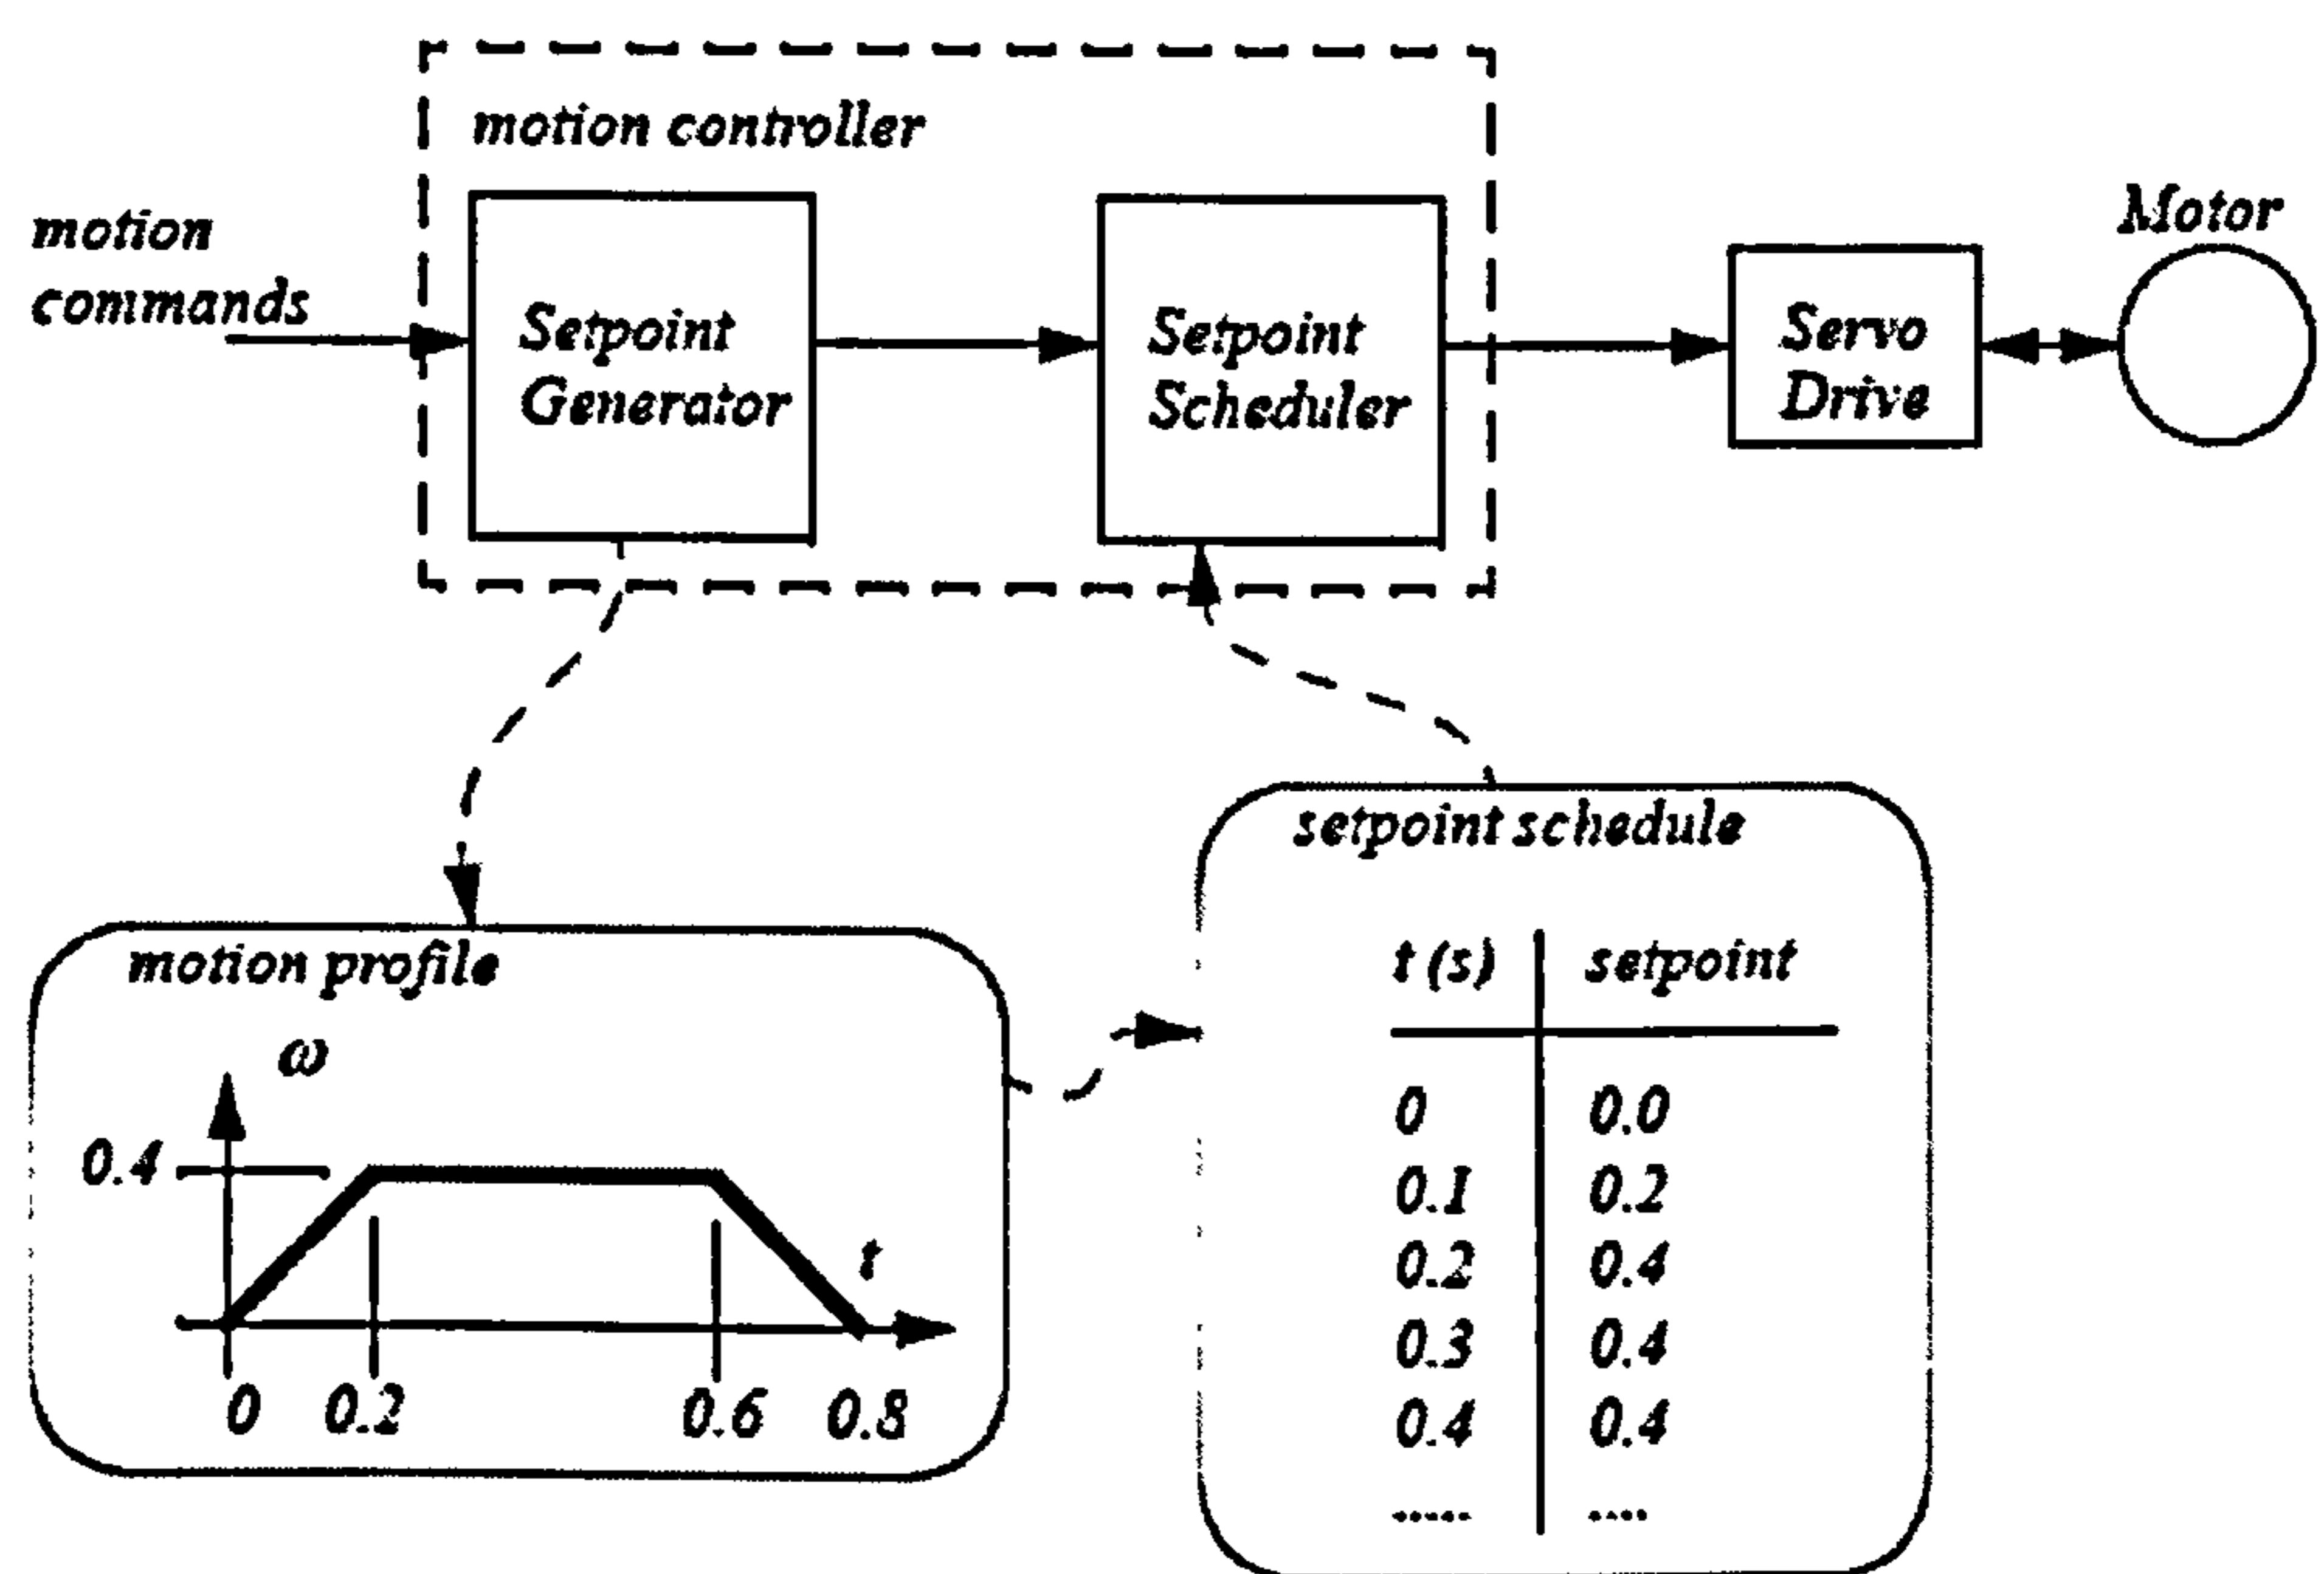 motion controller
motion
commands
Setpoint
Generator
Setpoint
Scheduler
Servo
Drive
Motor
motion profile
ω
0.4
t
0
0.2
0.6
0.8
setpoint schedule
t (s) setpoint
0 0.0
0.1 0.2
0.2 0.4
0.3 0.4
0.4 0.4
..... ....